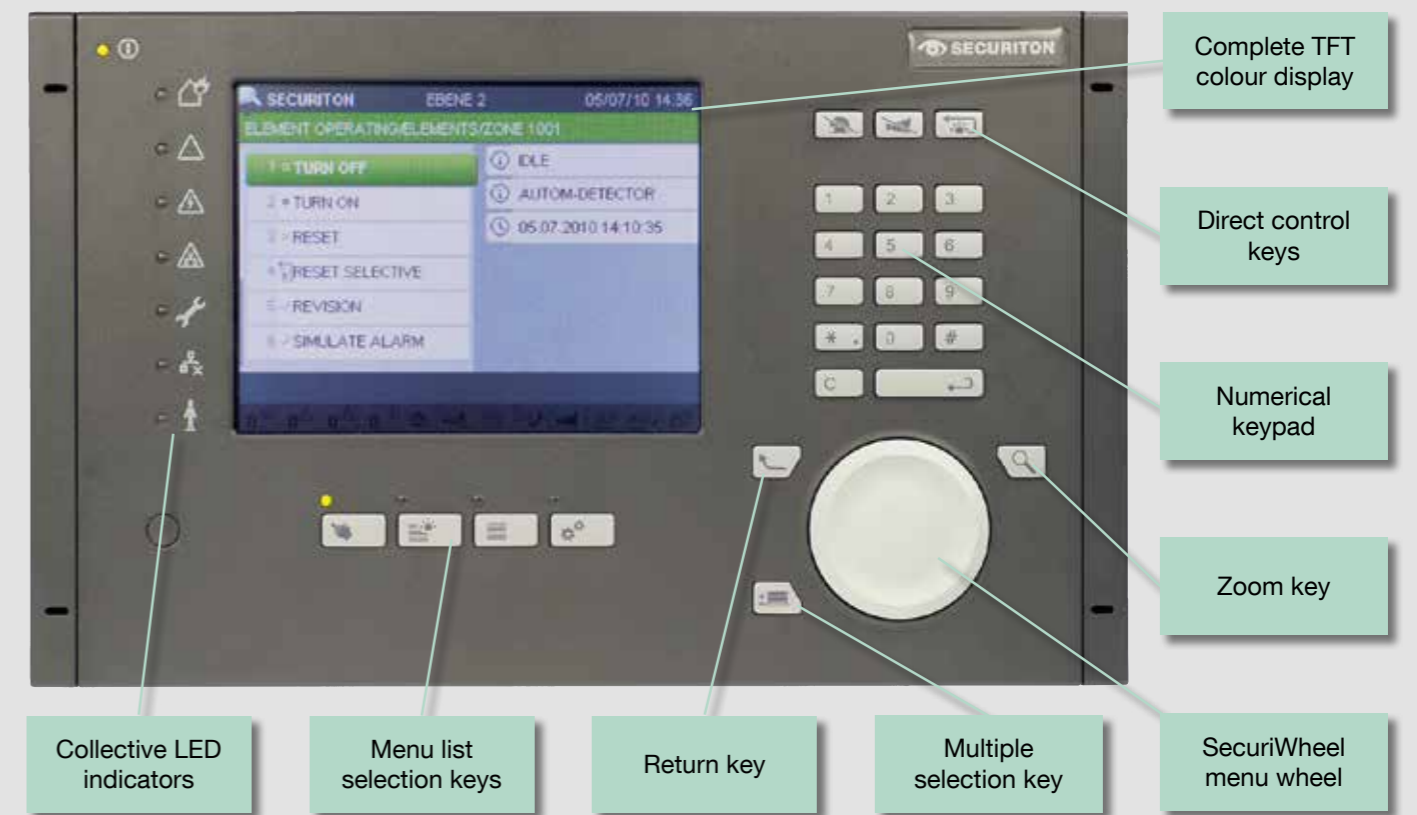 SECURITON
Complete TFT
colour display
SECURITON EBENE 2 05/07/10 14:36
ELEMENT OPERATING/ELEMENTS/ZONE 1001
1 TURN OFF
IDLE
2 TURN ON
AUTOM-DETECTOR
RESET
05.07.2010 14:10:35
RESET SELECTIVE
REVISION
SIMULATE ALARM
Direct control
keys
1 2 3
4 5 6
7 8 9
* . 0 #
C
Numerical
keypad
Zoom key
Collective LED
indicators
Menu list
selection keys
Return key
Multiple
selection key
SecuriWheel
menu wheel